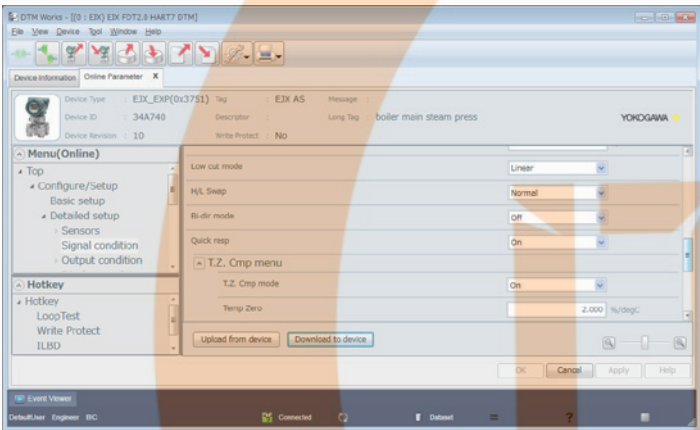 DTM Works - [[0 : EJX) EJX FDT2.0 HART7 DTM]
File View Device Tool Window Help
Device Information Online Parameter X
Device Type : EJX_EXP(0x3751) Tag : EJX AS Message :
Device ID : 34A740 Descriptor : Long Tag : boiler main steam press YOKOGAWA
Device Revision : 10 Write Protect : No
Menu(Online)
Top
Configure/Setup
Basic setup
Detailed setup
Sensors
Signal condition
Output condition
Low cut mode Linear
H/L Swap Normal
Bi-dir mode Off
Quick resp On
T.Z. Cmp menu
T.Z. Cmp mode On
Temp Zero 2.000 %/degC
Hotkey
Hotkey
LoopTest
Write Protect
ILBD
Upload from device Download to device
OK Cancel Apply Help
Event Viewer
DefaultUser Engineer Connected Dataset = ?